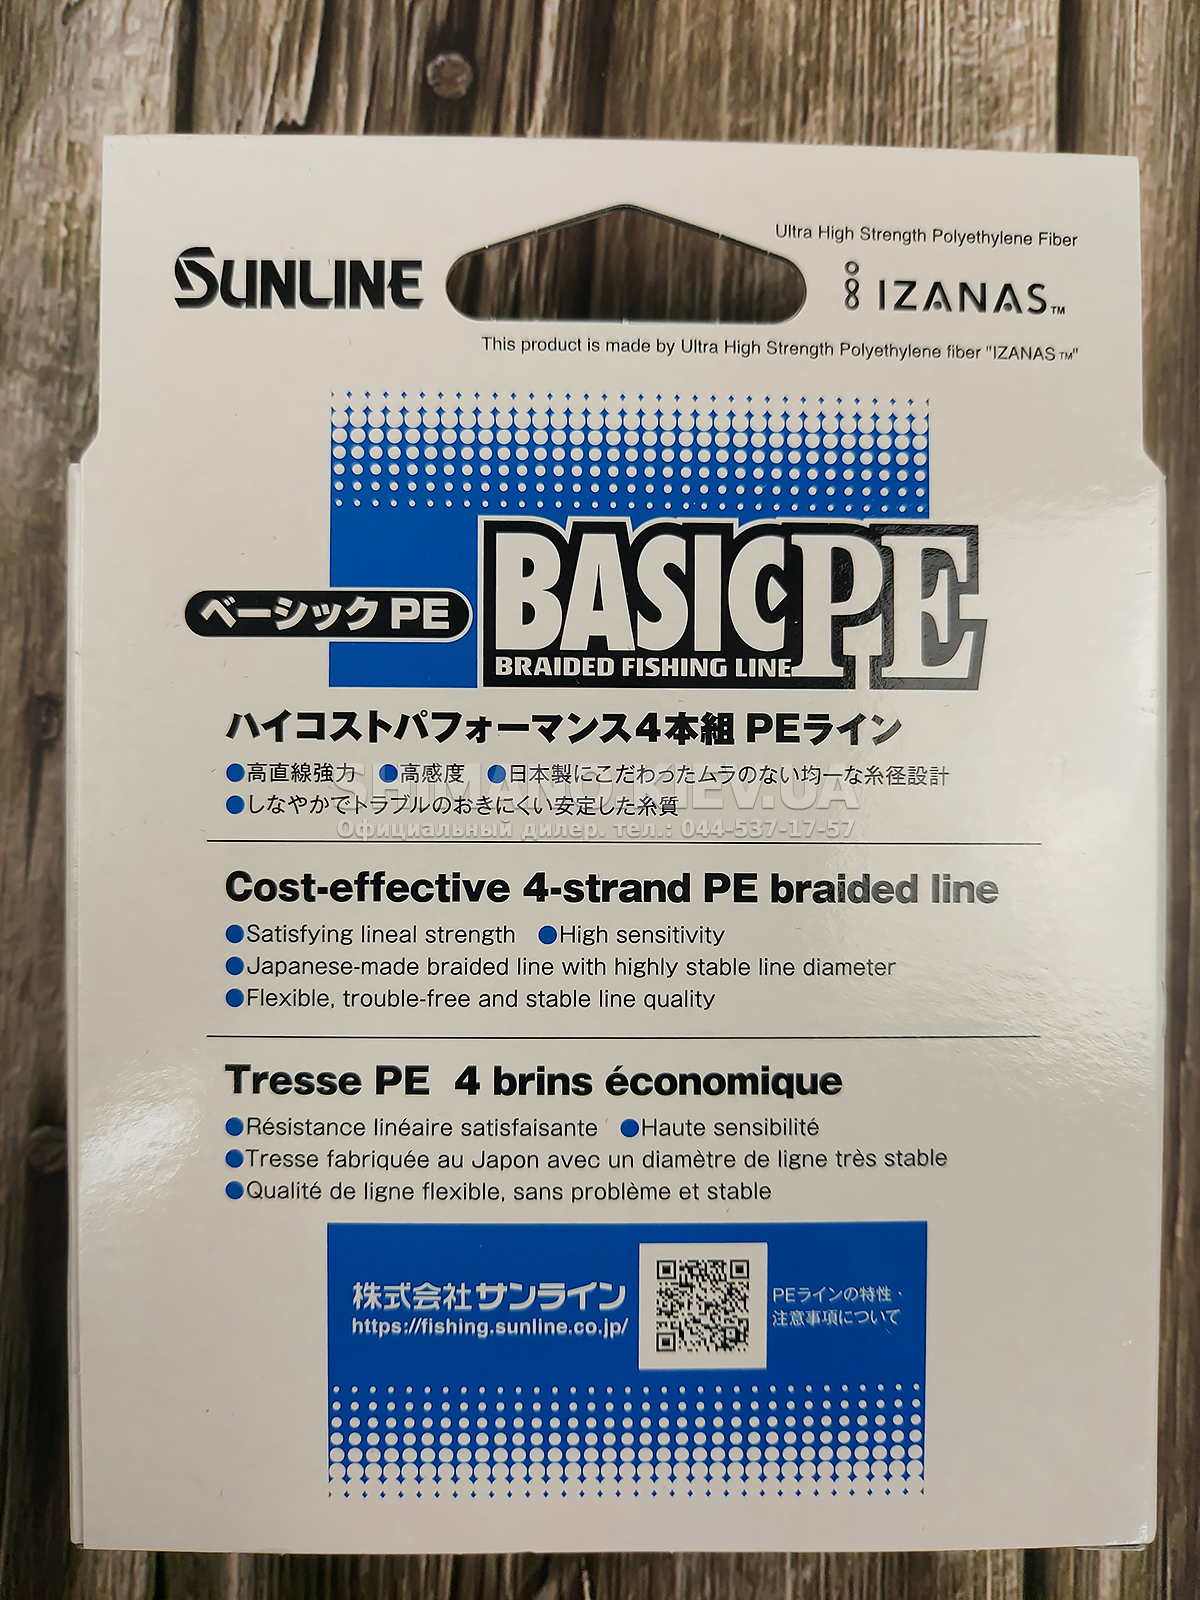 SUNLINE
Ultra High Strength Polyethylene Fiber
IZANAS™
This product is made by Ultra High Strength Polyethylene fiber "IZANAS™"
ベーシック PE
BASIC PE
BRAIDED FISHING LINE
ハイコストパフォーマンス4本組 PEライン
●高直線強力 ●高感度 ●日本製にこだわったムラのない均一な糸径設計
●しなやかでトラブルのおきにくい安定した糸質
SHIMANO.KIEV.UA
Официальный дилер. тел.: 044-537-17-57
Cost-effective 4-strand PE braided line
●Satisfying lineal strength ●High sensitivity
●Japanese-made braided line with highly stable line diameter
●Flexible, trouble-free and stable line quality
Tresse PE 4 brins économique
●Résistance linéaire satisfaisante ●Haute sensibilité
●Tresse fabriquée au Japon avec un diamètre de ligne très stable
●Qualité de ligne flexible, sans problème et stable
株式会社サンライン
https://fishing.sunline.co.jp/
PEラインの特性・
注意事項について